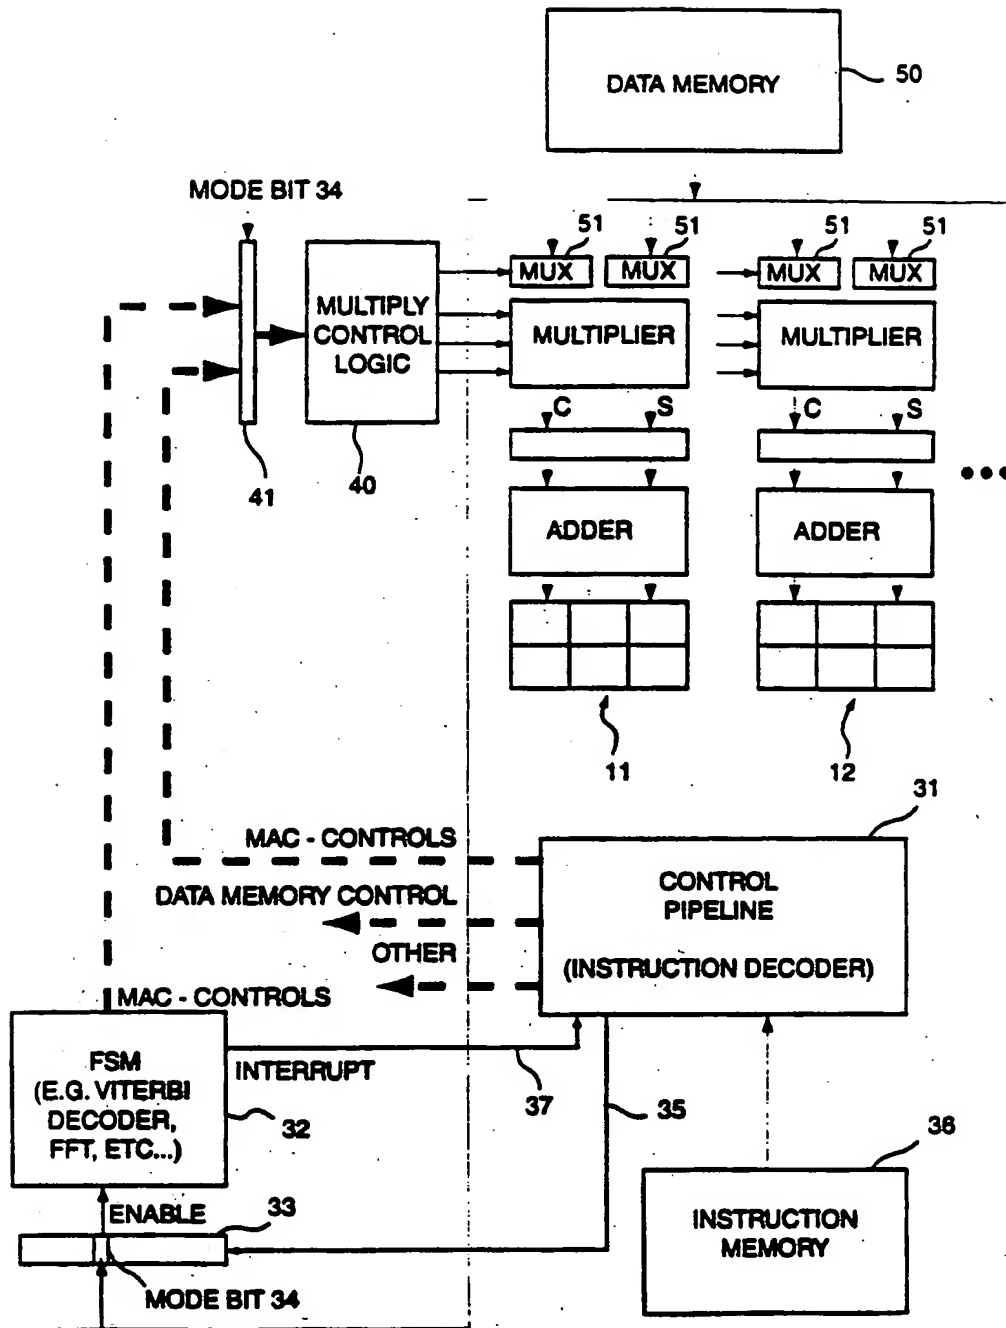 DATA MEMORY
50
MODE BIT 34
51
51
51
51
MUX
MUX
MUX
MUX
MULTIPLY
CONTROL
LOGIC
MULTIPLIER
MULTIPLIER
C
S
C
S
41
40
ADDER
ADDER
11
12
31
MAC - CONTROLS
DATA MEMORY CONTROL
OTHER
CONTROL
PIPELINE
(INSTRUCTION DECODER)
MAC - CONTROLS
FSM
(E.G. VITERBI
DECODER,
FFT, ETC...)
INTERRUPT
32
37
35
36
ENABLE
33
MODE BIT 34
INSTRUCTION
MEMORY